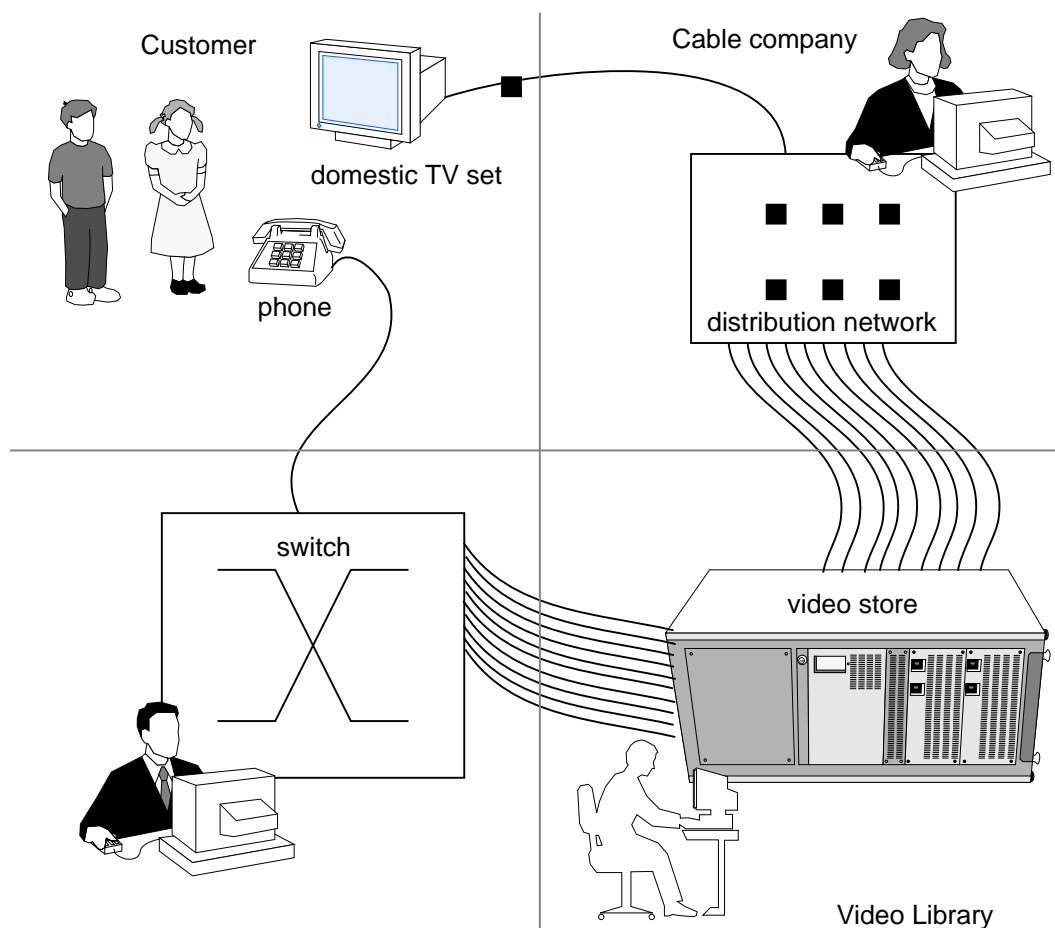 Customer
Cable company
domestic TV set
phone
distribution network
switch
video store
Video Library